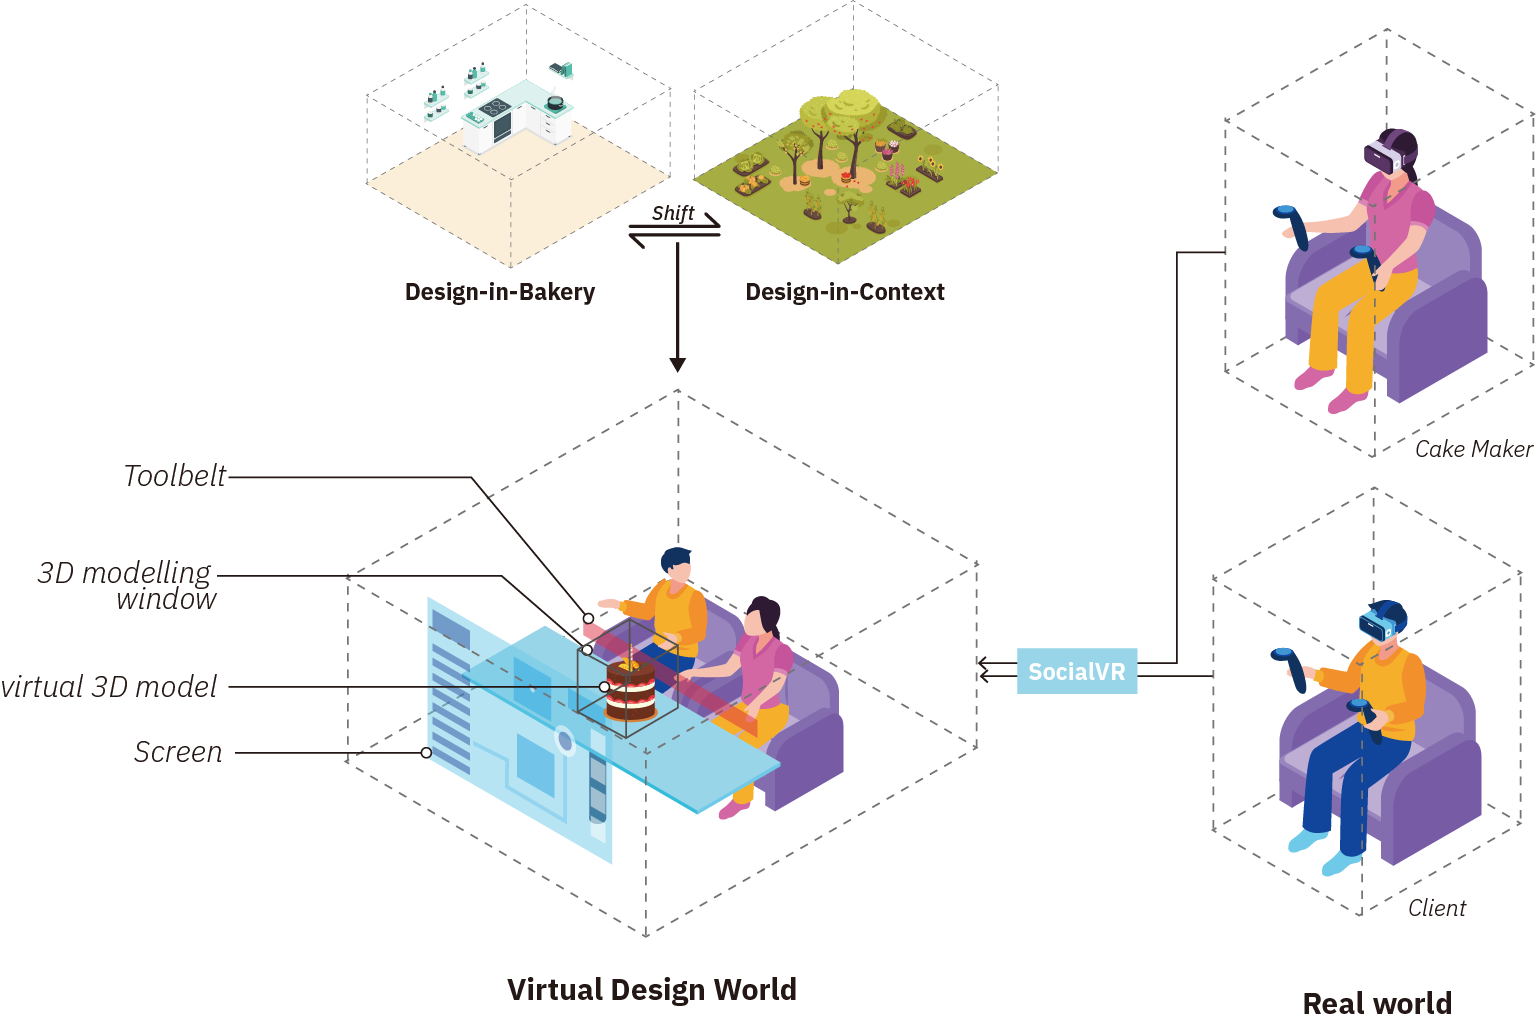 Shift
Design-in-Bakery
Design-in-Context
Toolbelt
3D modelling
window
virtual 3D model
Screen
SocialVR
Cake Maker
Client
Virtual Design World
Real world